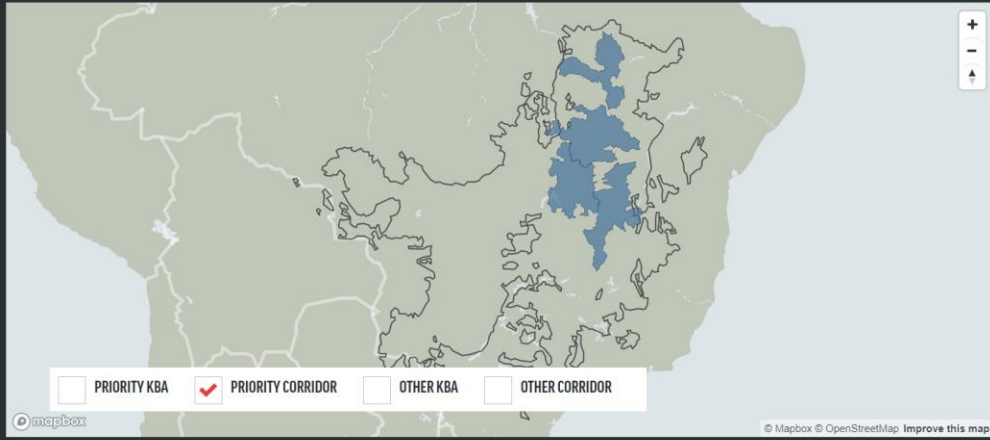 +
−
PRIORITY KBA PRIORITY CORRIDOR OTHER KBA OTHER CORRIDOR
mapbox © Mapbox © OpenStreetMap Improve this map